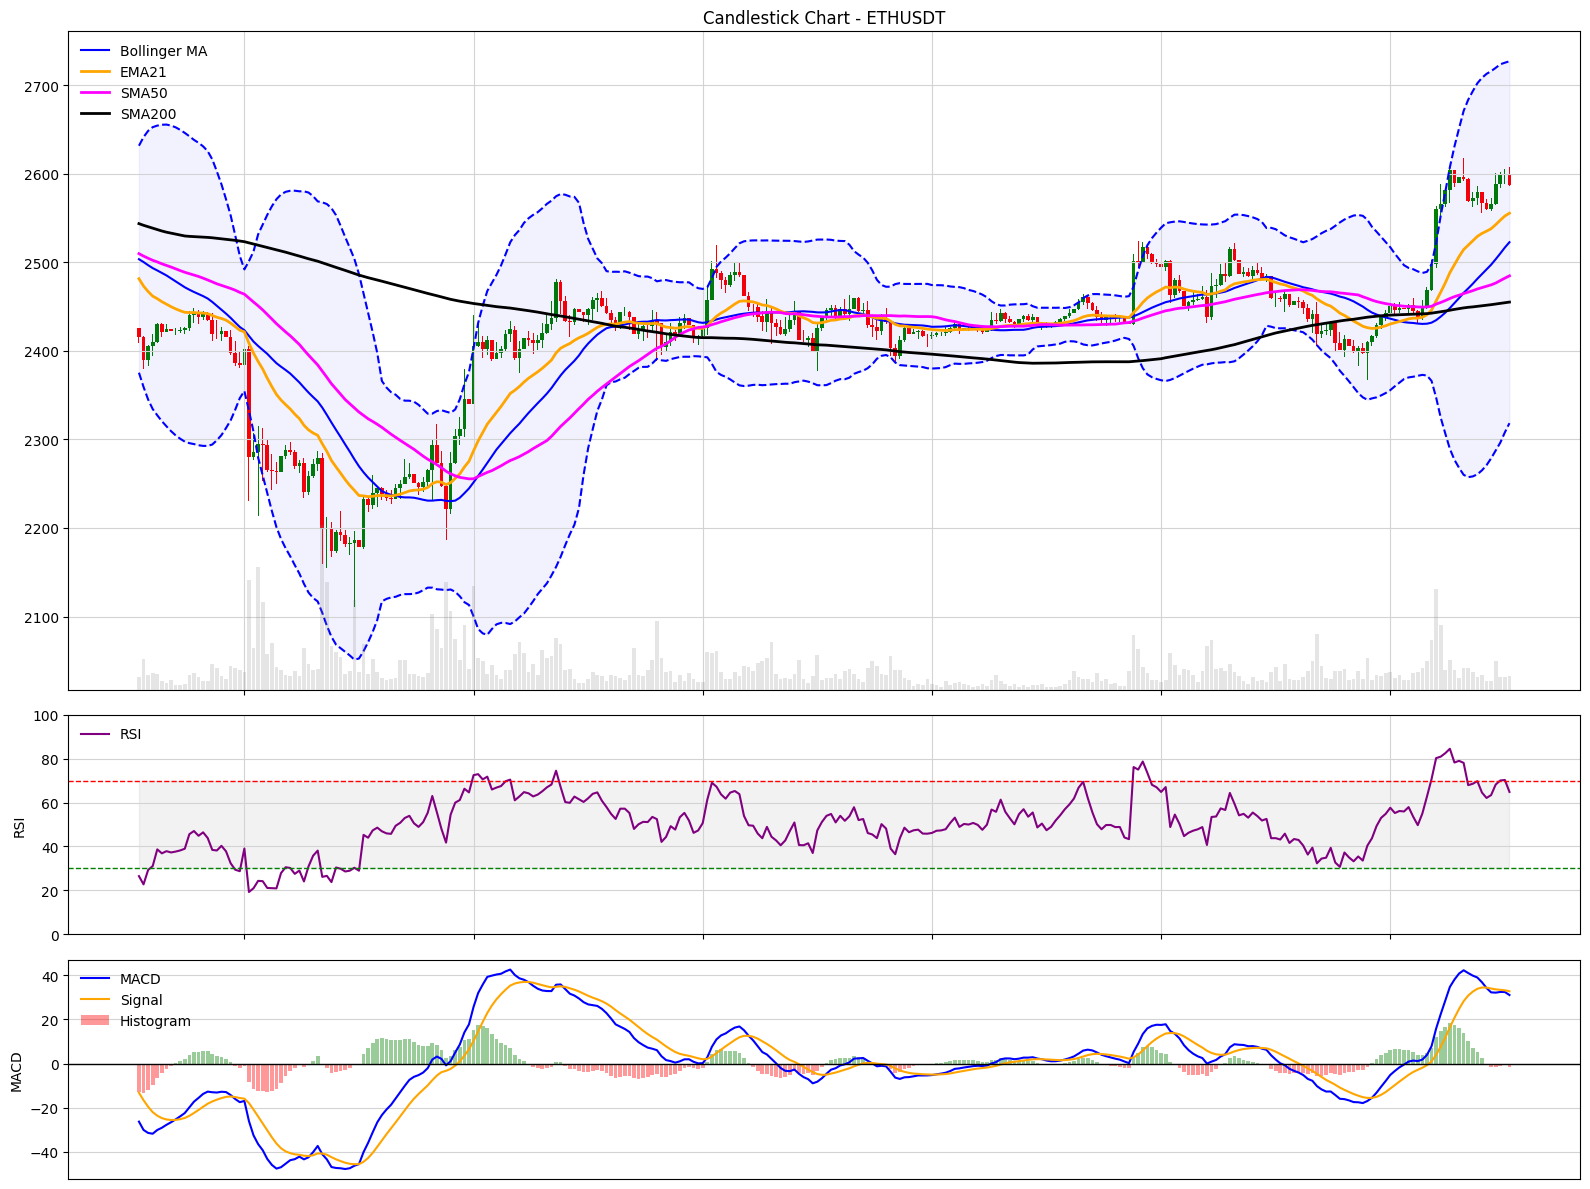 Candlestick Chart - ETHUSDT
Bollinger MA
EMA21
SMA50
SMA200
2700
2600
2500
2400
2300
2200
2100
RSI
100
80
60
40
20
0
RSI
MACD
Signal
Histogram
40
20
0
−20
−40
MACD